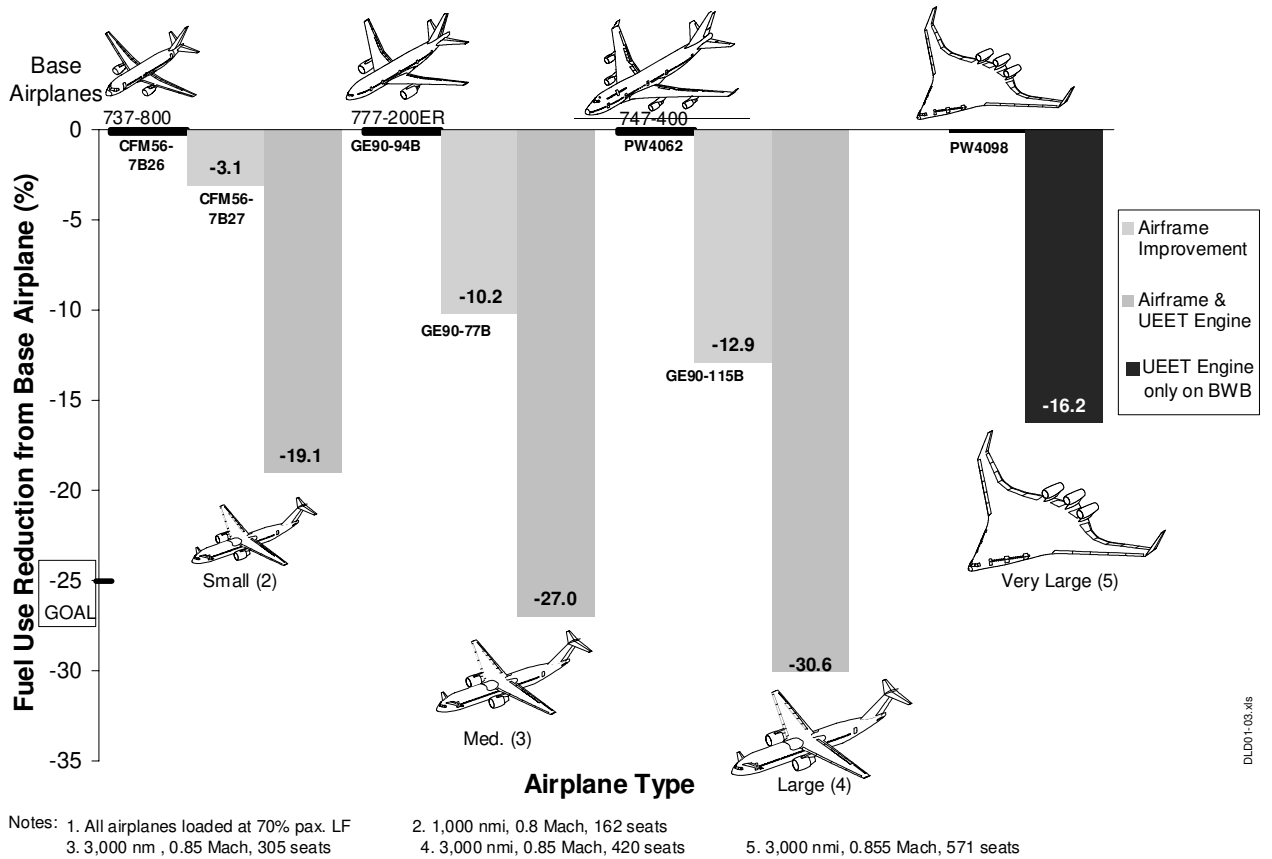 Base
Airplanes
737-800
777-200ER
747-400
0
CFM56-
7B26
GE90-94B
PW4062
PW4098
-3.1
CFM56-
7B27
-5
Airframe
Improvement
-10
-10.2
GE90-77B
Airframe &
UEET Engine
-12.9
GE90-115B
UEET Engine
only on BWB
-15
-16.2
-19.1
-20
Small (2)
Very Large (5)
-25
GOAL
-27.0
-30
-30.6
Med. (3)
-35
Large (4)
Fuel Use Reduction from Base Airplane (%)
Airplane Type
DLD01-03.xls
Notes: 1. All airplanes loaded at 70% pax. LF 2. 1,000 nmi, 0.8 Mach, 162 seats
3. 3,000 nm , 0.85 Mach, 305 seats 4. 3,000 nmi, 0.85 Mach, 420 seats 5. 3,000 nmi, 0.855 Mach, 571 seats